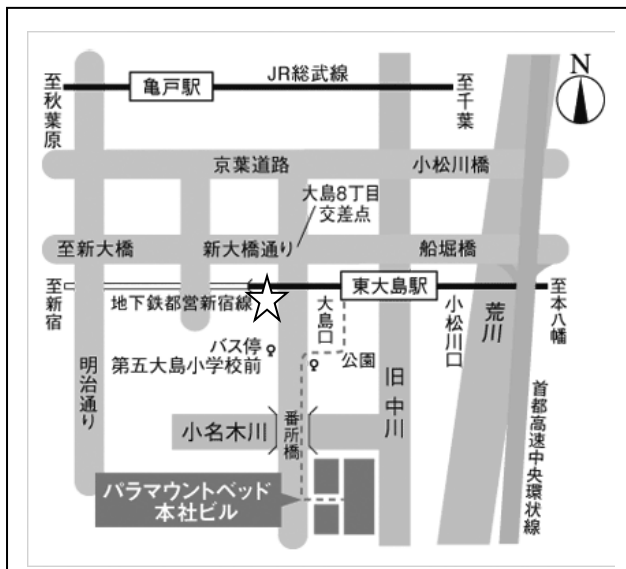 JR総武線
N
至秋葉原
亀戸駅
至千葉
京葉道路
小松川橋
大島8丁目
交差点
至新大橋
新大橋通り
船堀橋
至新宿
地下鉄都営新宿線
大島口
東大島駅
小松川口
荒川
至本八幡
バス停
第五大島小学校前
公園
明治通り
旧中川
首都高速中央環状線
小名木川
番所橋
パラマウントベッド
本社ビル